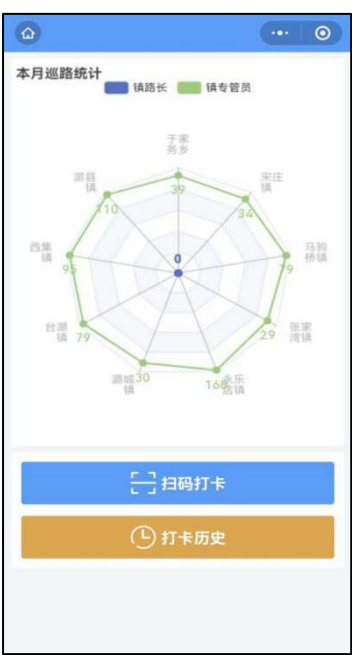 本月巡路统计
镇路长 镇专管员
于家
务乡
39
宋庄
镇
34
马驹
桥镇
79
张家
湾镇
29
永乐
店镇
168
潞城
镇
30
台湖
镇
79
西集
镇
95
漷县
镇
110
0
扫码打卡
打卡历史